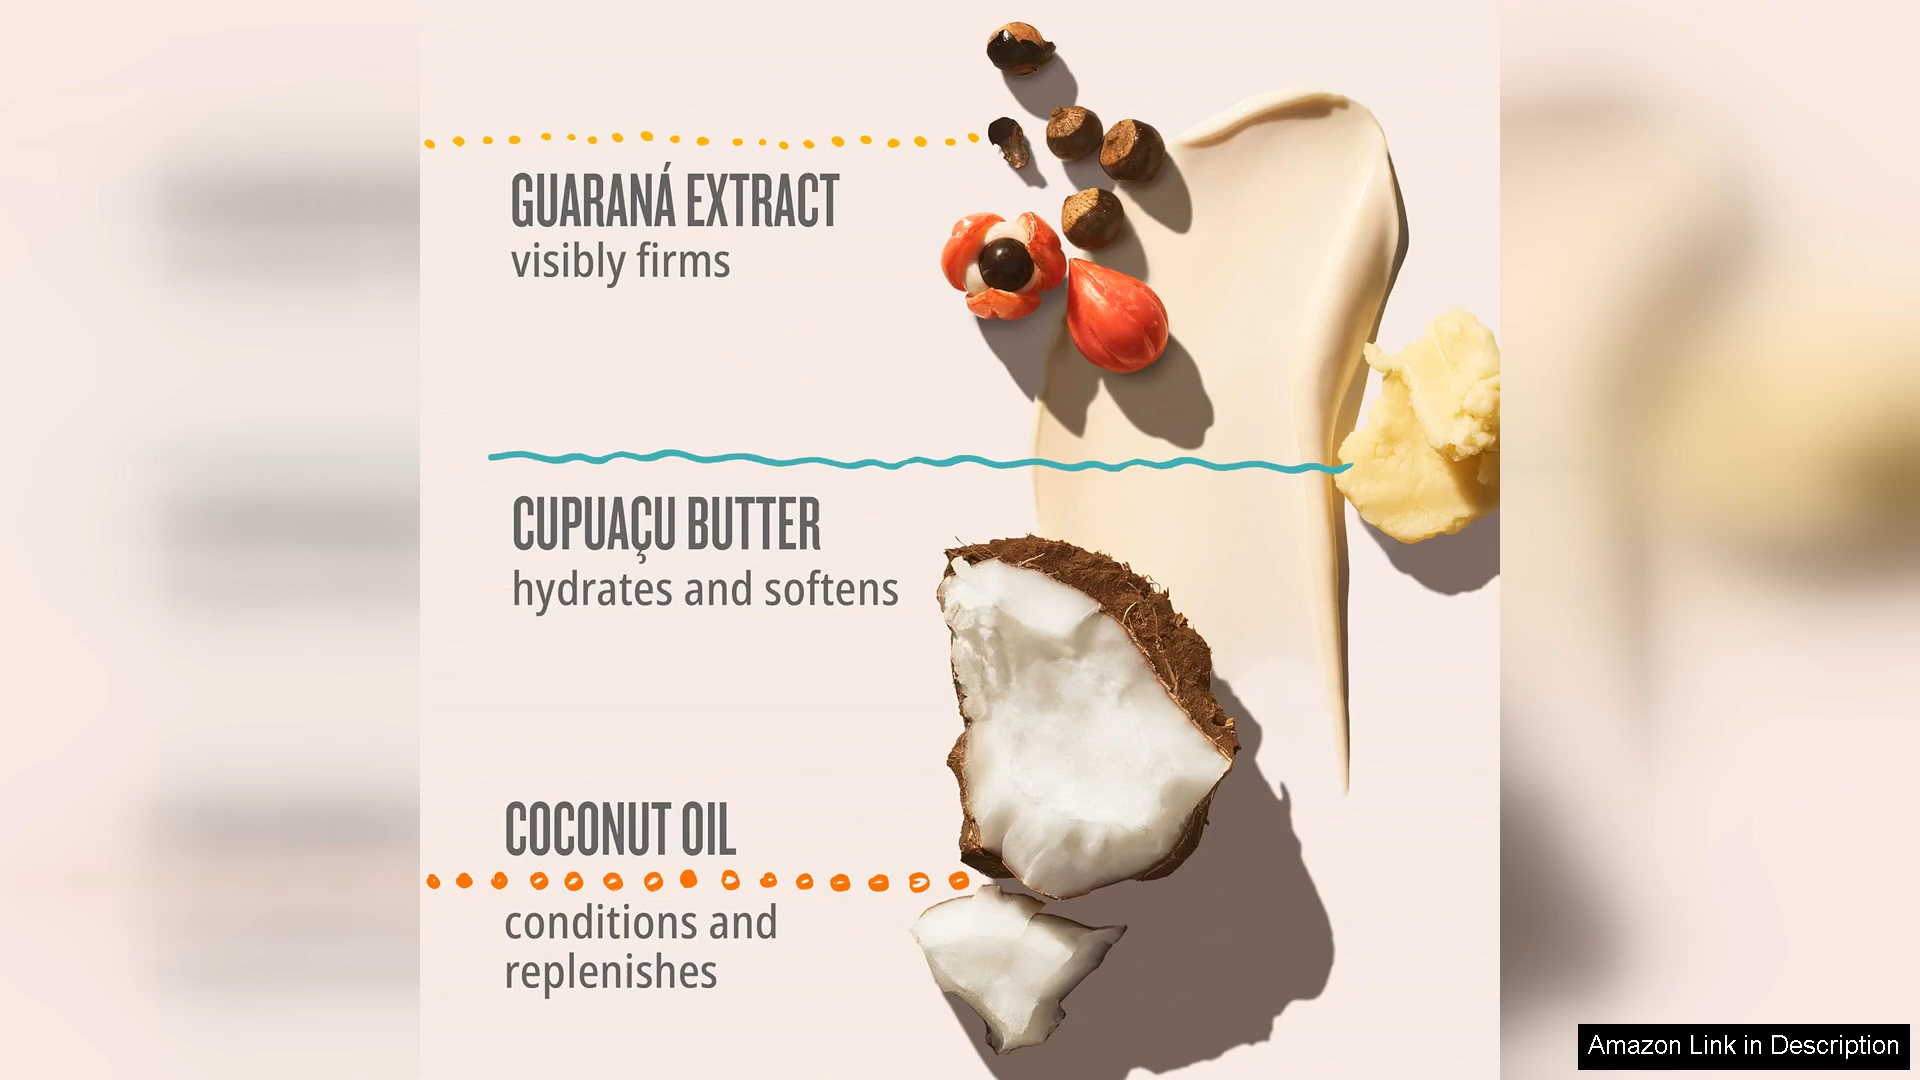 GUARANÁ EXTRACT
visibly firms
CUPUAÇU BUTTER
hydrates and softens
COCONUT OIL
conditions and
replenishes
Amazon Link in Description